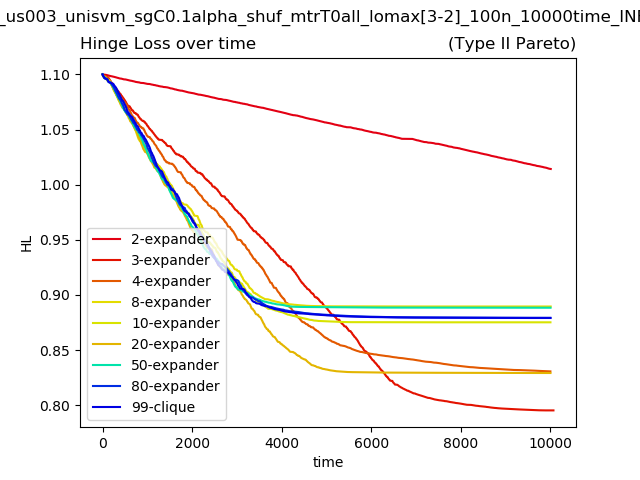 _us003_unisvm_sgC0.1alpha_shuf_mtrT0all_lomax[3-2]_100n_10000time_INI
Hinge Loss over time (Type II Pareto)
1.10
1.05
1.00
0.95
0.90
0.85
0.80
HL
2-expander
3-expander
4-expander
8-expander
10-expander
20-expander
50-expander
80-expander
99-clique
0 2000 4000 6000 8000 10000
time